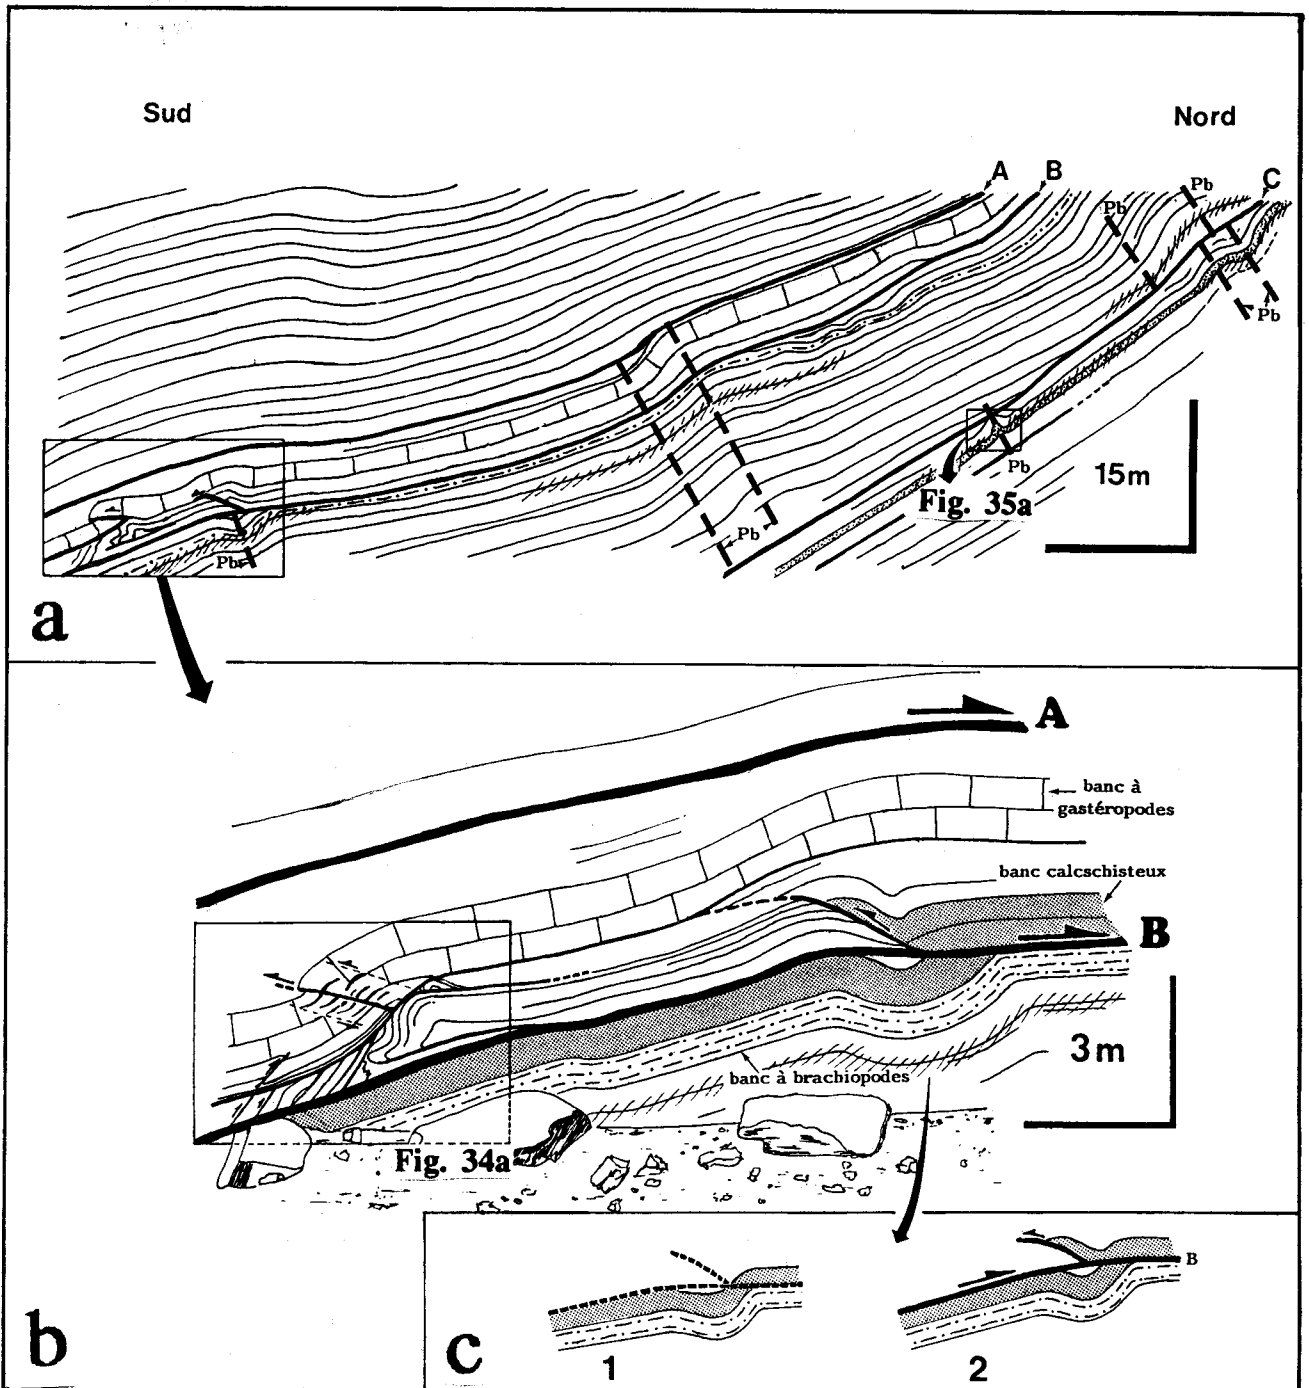 Sud
Nord
A
B
C
Pb
Pb
Pb
Pb
Pb
Pb
Fig. 35a
15m
a
A
banc à
gastéropodes
banc calcschisteux
B
3m
banc à brachiopodes
Fig. 34a
b
c
B
1
2